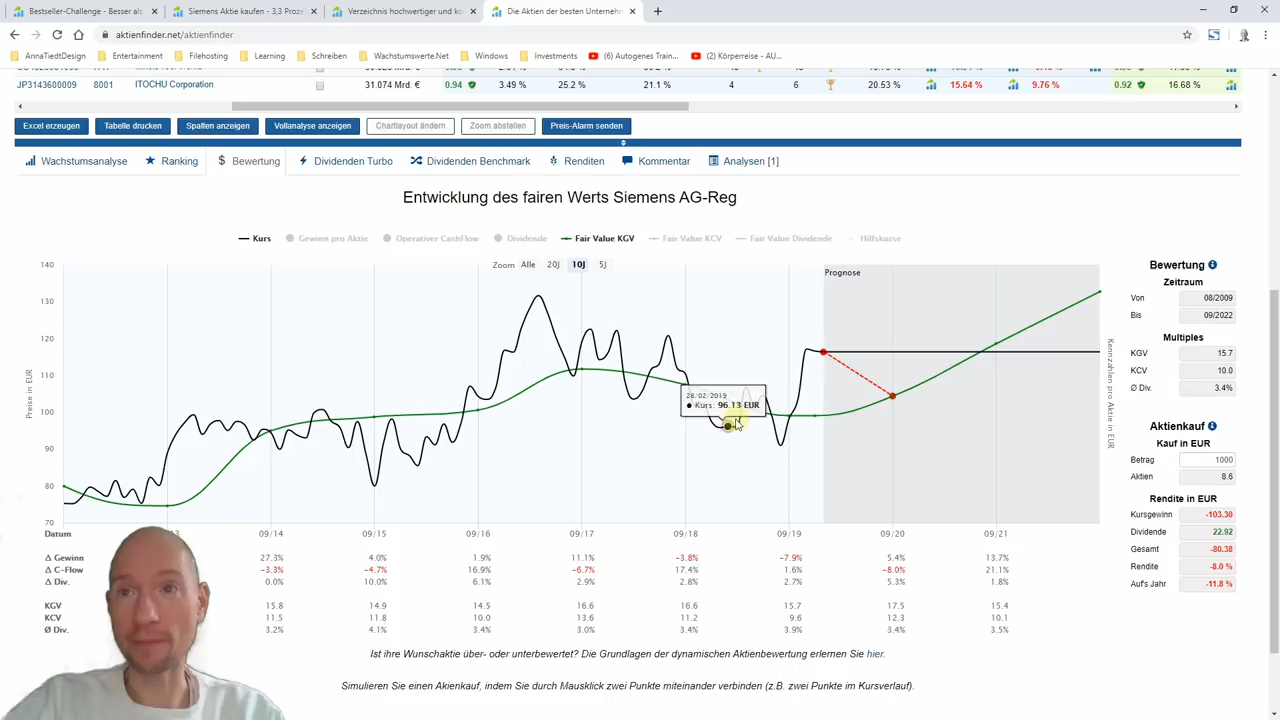 Bestseller-Challenge - Besser als
Siemens Aktie kaufen - 3,3 Proze
Verzeichnis hochwertiger und ko
Die Aktien der besten Unternehm
aktienfinder.net/aktienfinder
AnnaTiedtDesign
Entertainment
Filehosting
Learning
Schreiben
Wachstumswerte.Net
Windows
Investments
(2) Autogenes Train...
(2) Körperreise - AU...
JP3143600009 8001 ITOCHU Corporation 31.074 Mrd. € 0.94 3.49 % 25.2 % 21.1 % 4 20.53 % 15.64 % 9.76 % 0.92 16.68 %
Excel erzeugen
Tabelle drucken
Spalten anzeigen
Vollanalyse anzeigen
Chartlayout ändern
Zoom abstellen
Preis-Alarm senden
Wachstumsanalyse
Ranking
$ Bewertung
Dividenden Turbo
Dividenden Benchmark
Renditen
Kommentar
Analysen [1]
Entwicklung des fairen Werts Siemens AG-Reg
Kurs
Gewinn pro Aktie
Operativer CashFlow
Dividende
Fair Value KGV
Fair Value KCV
Fair Value Dividende
Hilfskurse
Zoom Alle 20J 10J 5J
Prognose
140
130
120
110
100
90
80
70
Preise in EUR
Kennzahlen pro Aktie in EUR
28/02/2019
Kurs: 96.13 EUR
Datum 09/14 09/15 09/16 09/17 09/18 09/19 09/20 09/21
Δ Gewinn 27.3% 4.0% 1.9% 11.1% -3.8% -7.9% 5.4% 13.7%
Δ C-Flow -3.3% -4.7% 16.9% -6.7% 17.4% 1.6% -8.0% 21.1%
Δ Div. 0.0% 10.0% 6.1% 2.9% 2.8% 2.7% 5.3% 1.8%
KGV 15.8 14.9 14.5 16.6 16.6 15.7 17.5 15.4
KCV 11.5 11.8 10.0 13.6 11.2 9.6 12.3 10.1
Ø Div. 3.2% 4.1% 3.4% 3.0% 3.4% 3.9% 3.4% 3.5%
Ist ihre Wunschaktie über- oder unterbewertet? Die Grundlagen der dynamischen Aktienbewertung erlernen Sie hier.
Simulieren Sie einen Aktienkauf, indem Sie durch Mausklick zwei Punkte miteinander verbinden (z.B. zwei Punkte im Kursverlauf).
Bewertung
Zeitraum
Von 08/2009
Bis 09/2022
Multiples
KGV 15.7
KCV 10.0
Ø Div. 3.4%
Aktienkauf
Kauf in EUR
Betrag 1000
Aktien 8.6
Rendite in EUR
Kursgewinn -103.30
Dividende 22.92
Gesamt -80.38
Rendite -8.0 %
Auf's Jahr -11.8 %